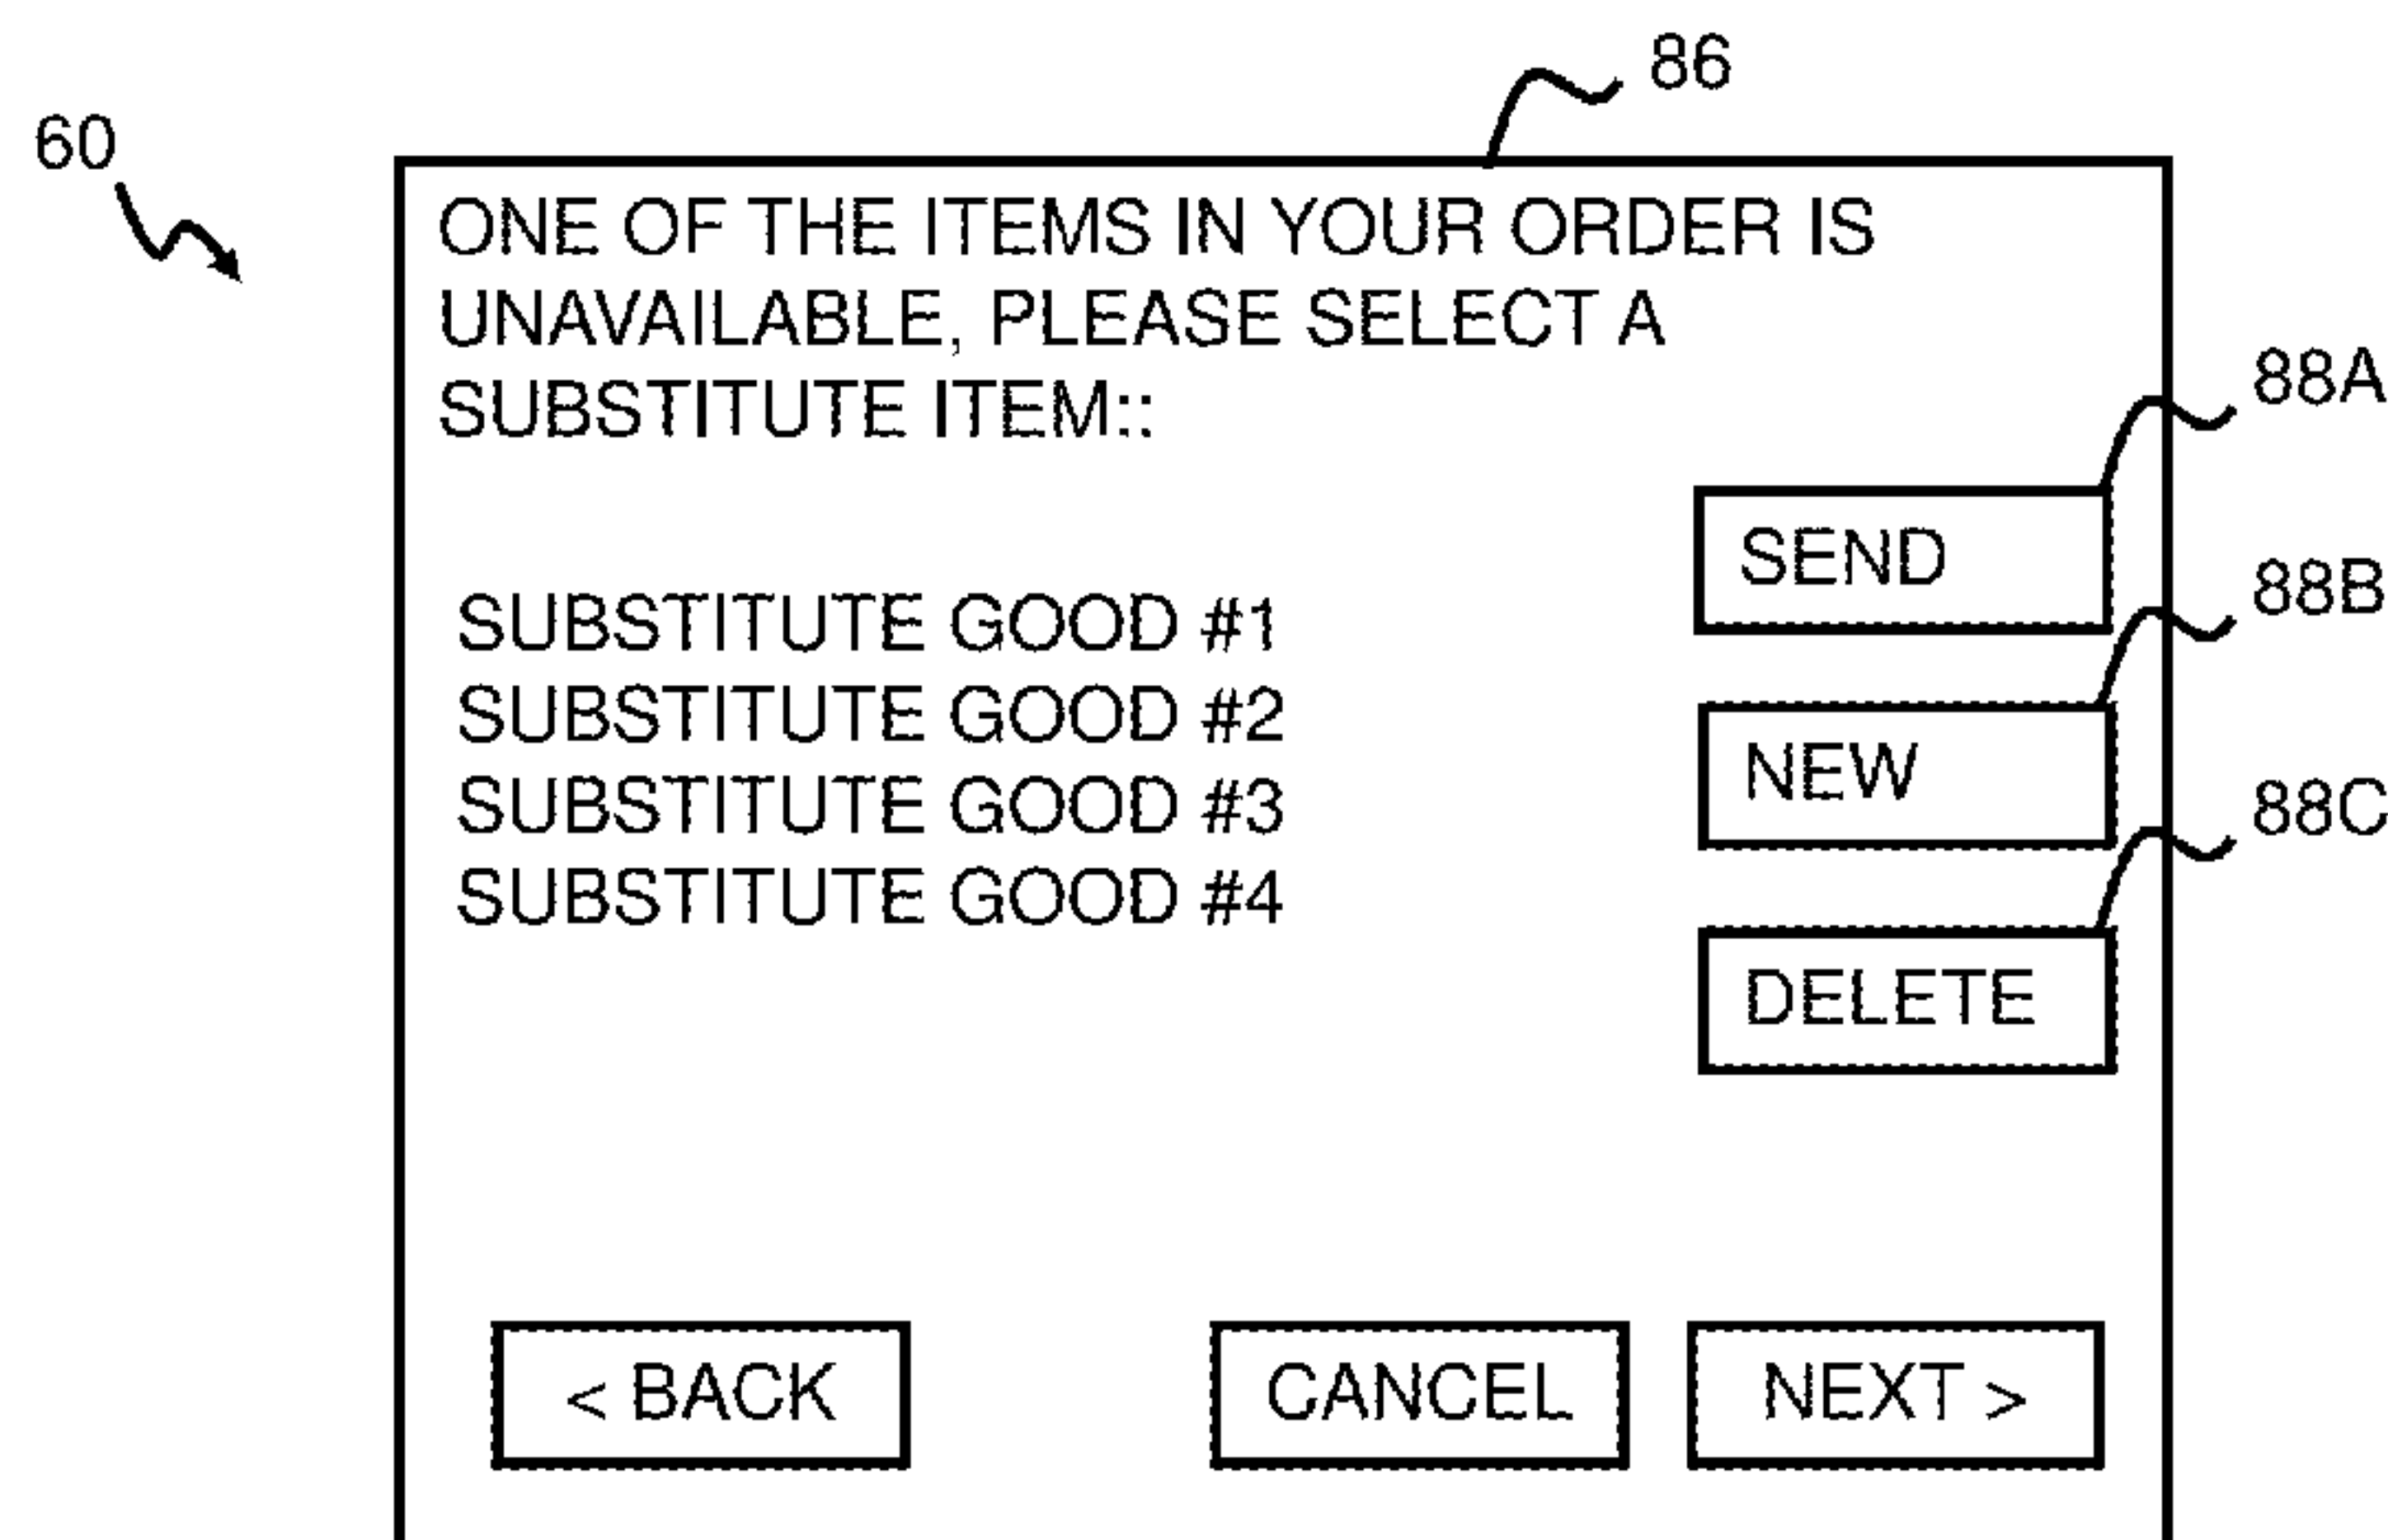 86
60
ONE OF THE ITEMS IN YOUR ORDER IS
UNAVAILABLE, PLEASE SELECT A
SUBSTITUTE ITEM::
88A
SEND
88B
SUBSTITUTE GOOD #1
SUBSTITUTE GOOD #2
NEW
SUBSTITUTE GOOD #3
88C
SUBSTITUTE GOOD #4
DELETE
< BACK
CANCEL
NEXT >